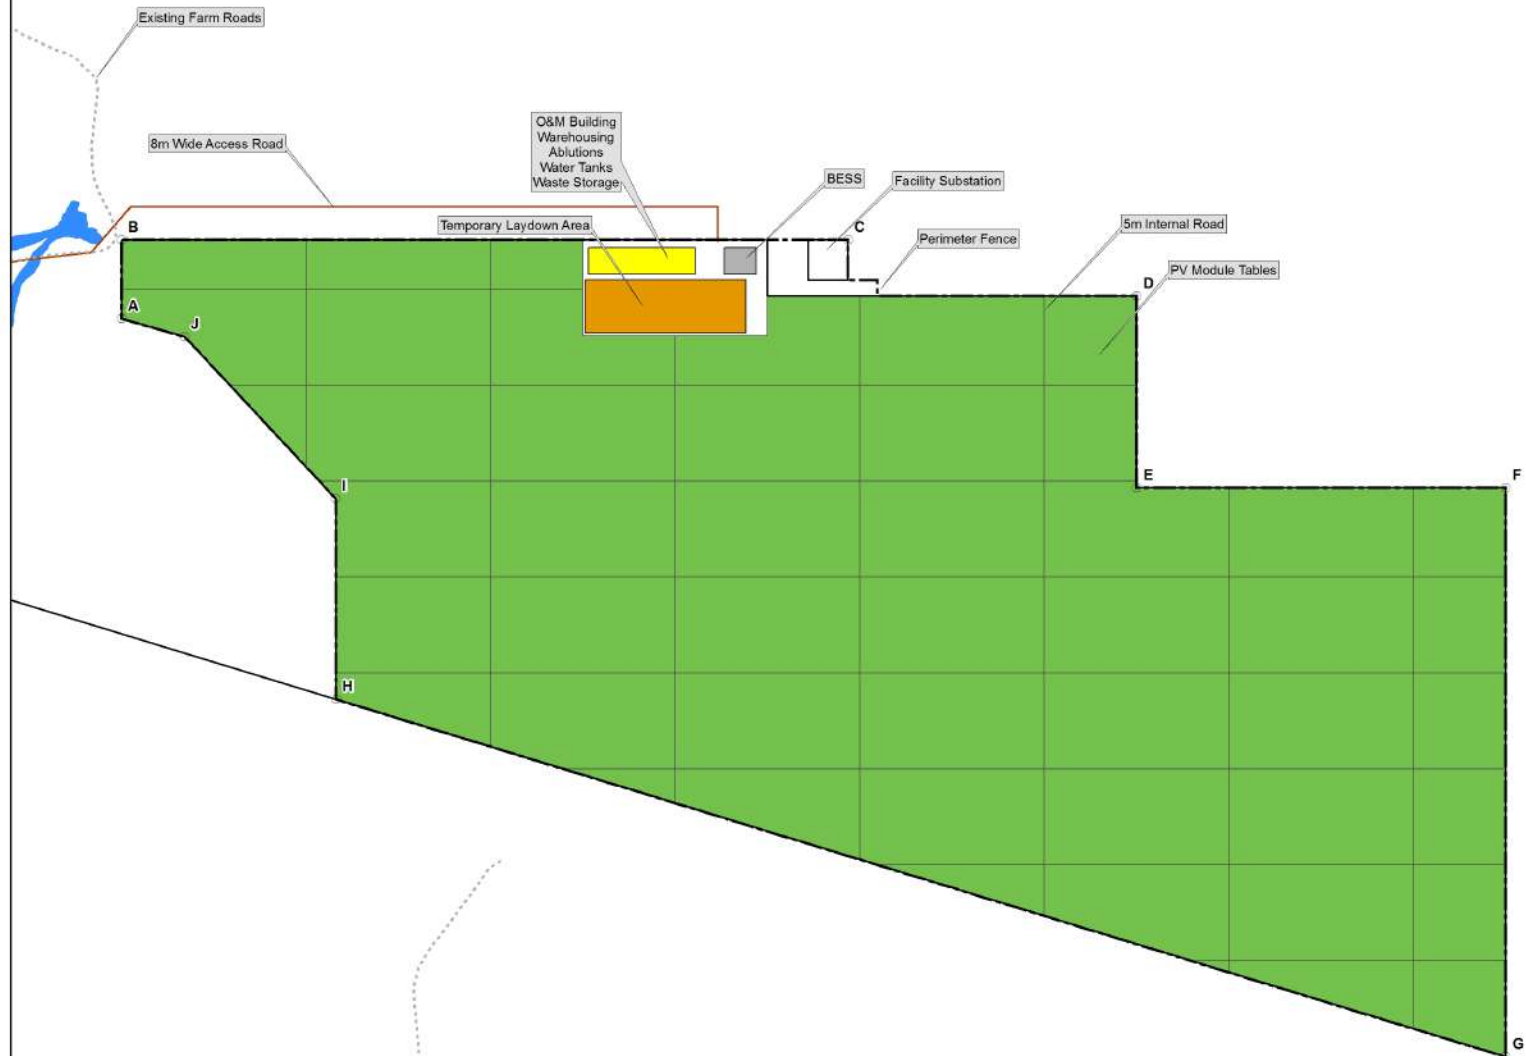 Existing Farm Roads
8m Wide Access Road
O&M Building
Warehousing
Ablutions
Water Tanks
Waste Storage
BESS
Facility Substation
Temporary Laydown Area
Perimeter Fence
5m Internal Road
PV Module Tables
B
C
D
A
J
E
F
I
H
G